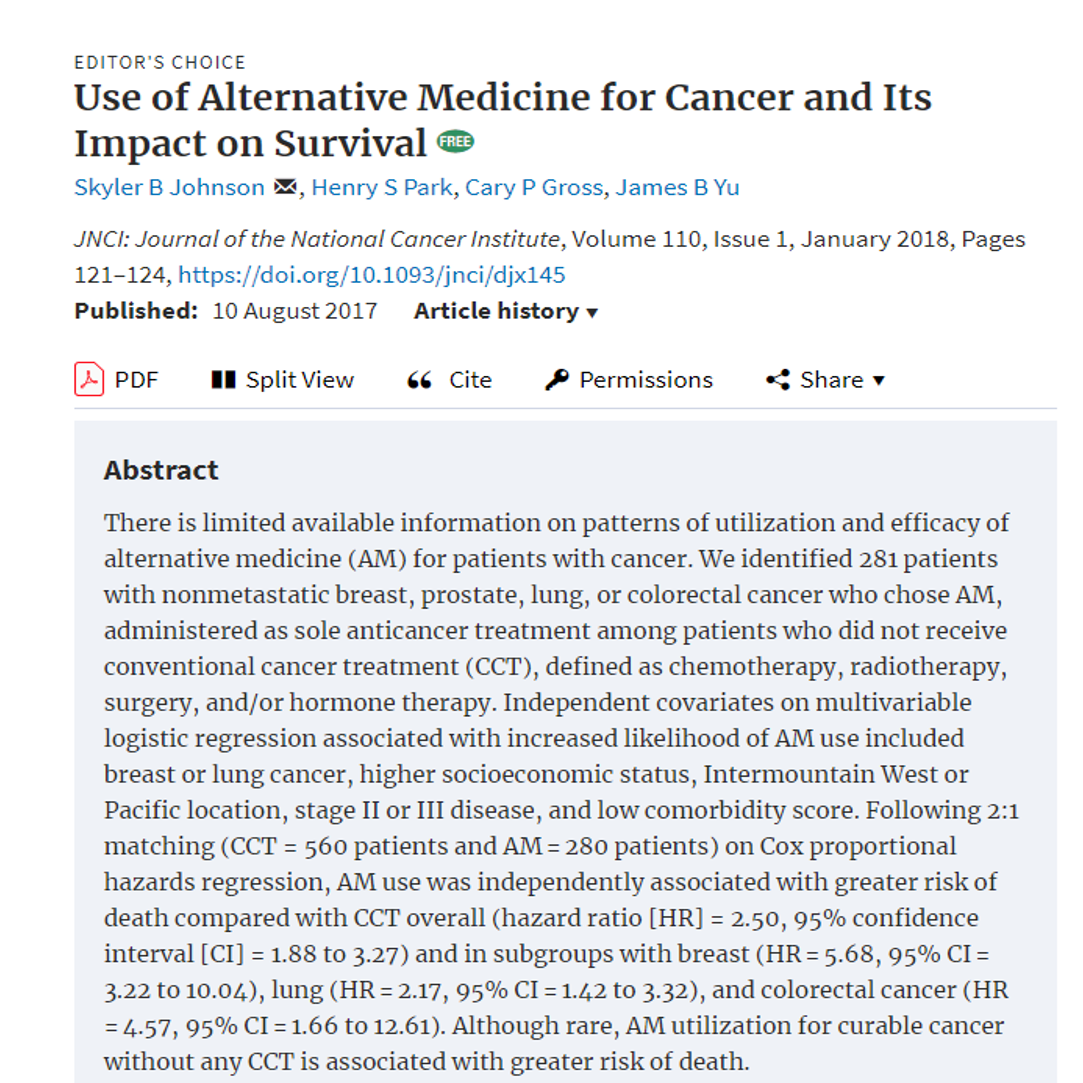 EDITOR'S CHOICE
Use of Alternative Medicine for Cancer and Its
Impact on Survival FREE
Skyler B Johnson, Henry S Park, Cary P Gross, James B Yu
JNCI: Journal of the National Cancer Institute, Volume 110, Issue 1, January 2018, Pages
121–124, https://doi.org/10.1093/jnci/djx145
Published: 10 August 2017 Article history
PDF Split View Cite Permissions Share
Abstract
There is limited available information on patterns of utilization and efficacy of
alternative medicine (AM) for patients with cancer. We identified 281 patients
with nonmetastatic breast, prostate, lung, or colorectal cancer who chose AM,
administered as sole anticancer treatment among patients who did not receive
conventional cancer treatment (CCT), defined as chemotherapy, radiotherapy,
surgery, and/or hormone therapy. Independent covariates on multivariable
logistic regression associated with increased likelihood of AM use included
breast or lung cancer, higher socioeconomic status, Intermountain West or
Pacific location, stage II or III disease, and low comorbidity score. Following 2:1
matching (CCT = 560 patients and AM = 280 patients) on Cox proportional
hazards regression, AM use was independently associated with greater risk of
death compared with CCT overall (hazard ratio [HR] = 2.50, 95% confidence
interval [CI] = 1.88 to 3.27) and in subgroups with breast (HR = 5.68, 95% CI =
3.22 to 10.04), lung (HR = 2.17, 95% CI = 1.42 to 3.32), and colorectal cancer (HR
= 4.57, 95% CI = 1.66 to 12.61). Although rare, AM utilization for curable cancer
without any CCT is associated with greater risk of death.